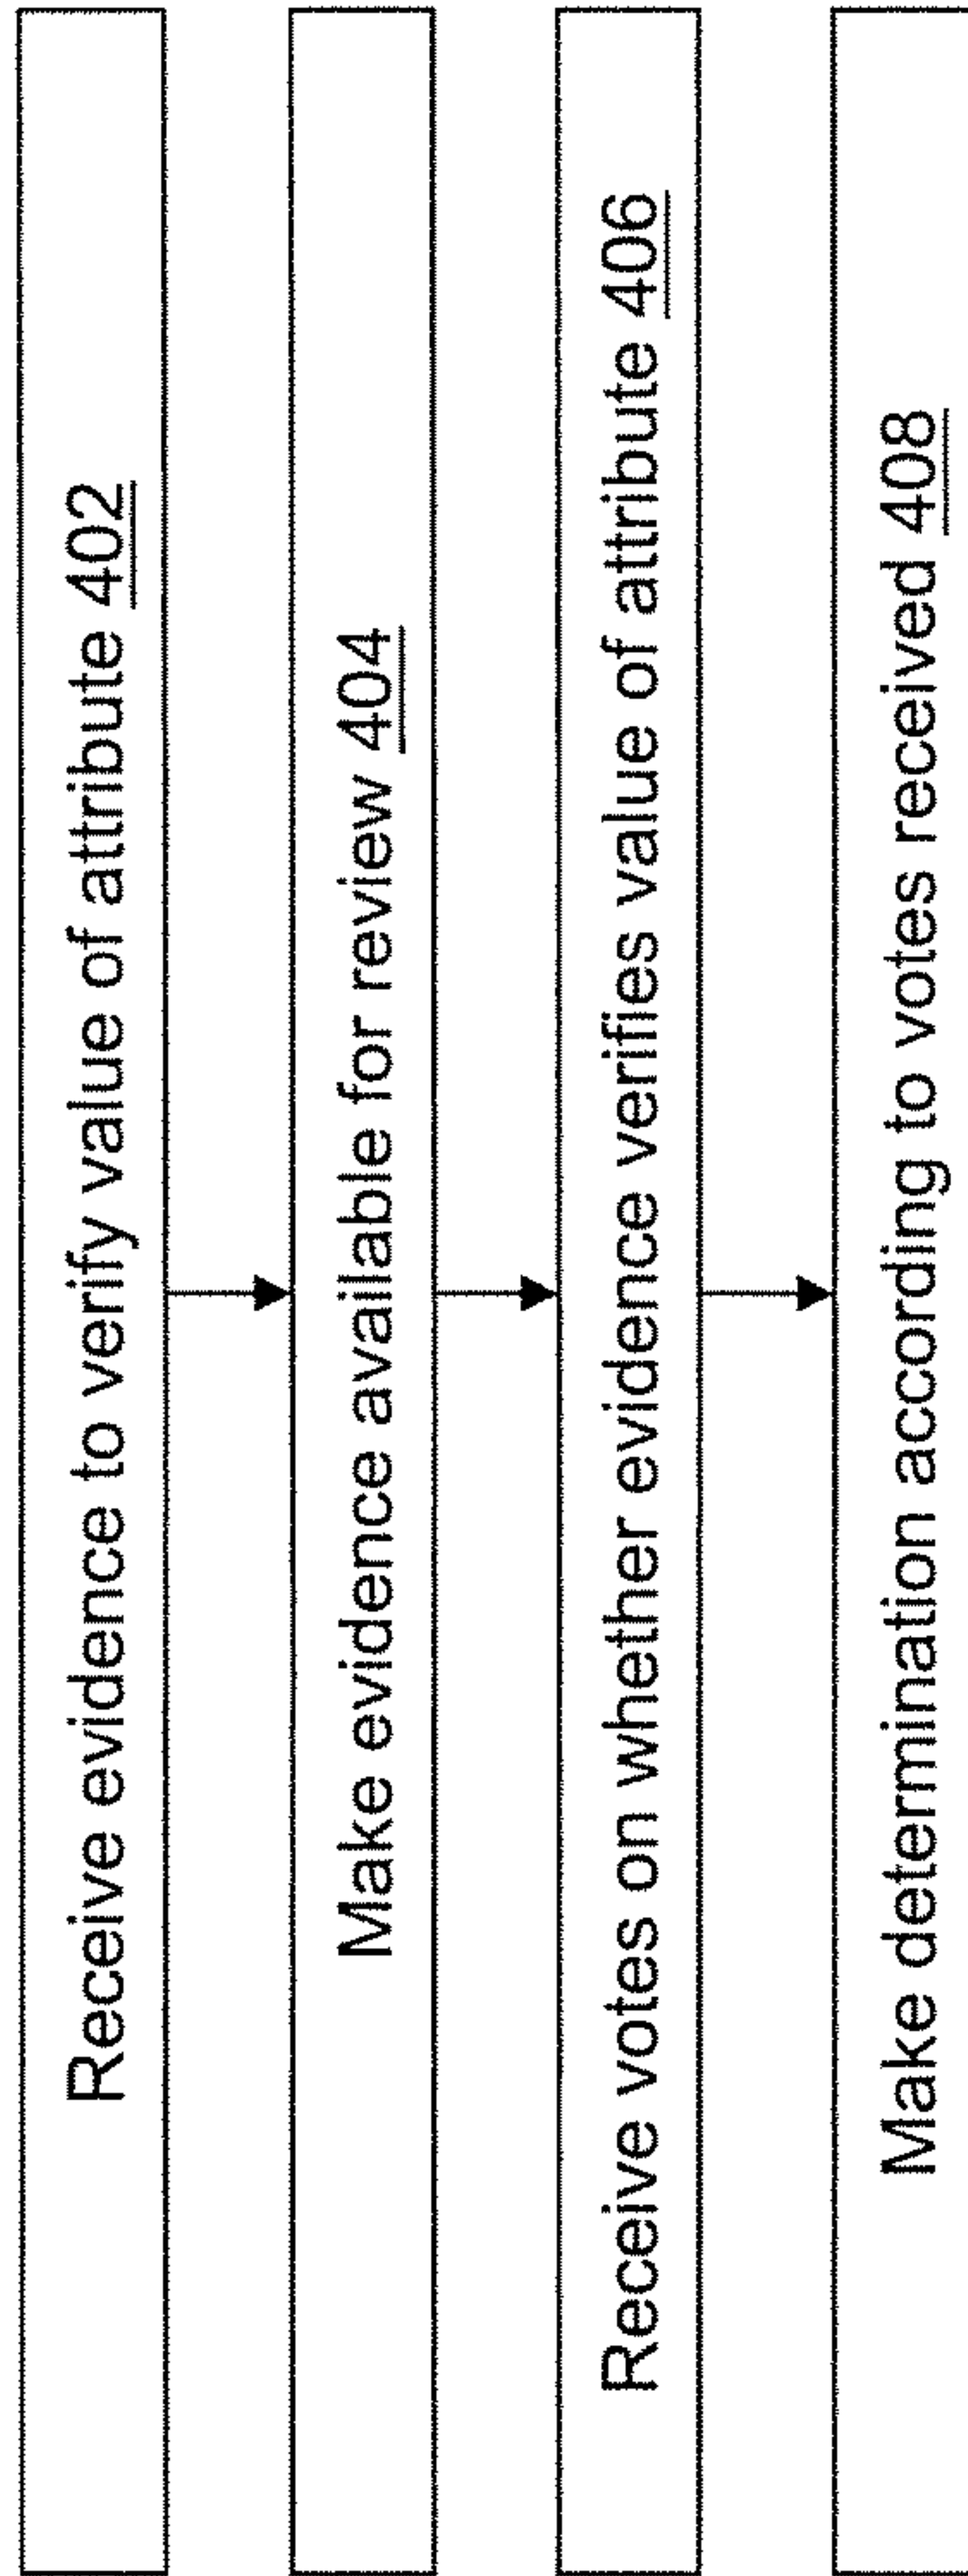 Receive evidence to verify value of attribute 402
Make evidence available for review 404
Receive votes on whether evidence verifies value of attribute 406
Make determination according to votes received 408